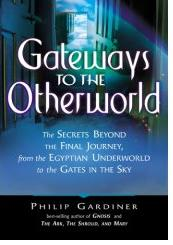 Gateways
TO THE
Otherworld
The SECRETS BEYOND
THE FINAL JOURNEY,
FROM THE EGYPTIAN UNDERWORLD
TO THE GATES IN THE SKY
PHILIP GARDINER
best-selling author of GNOSIS and
THE ARK, THE SHROUD, AND MARY